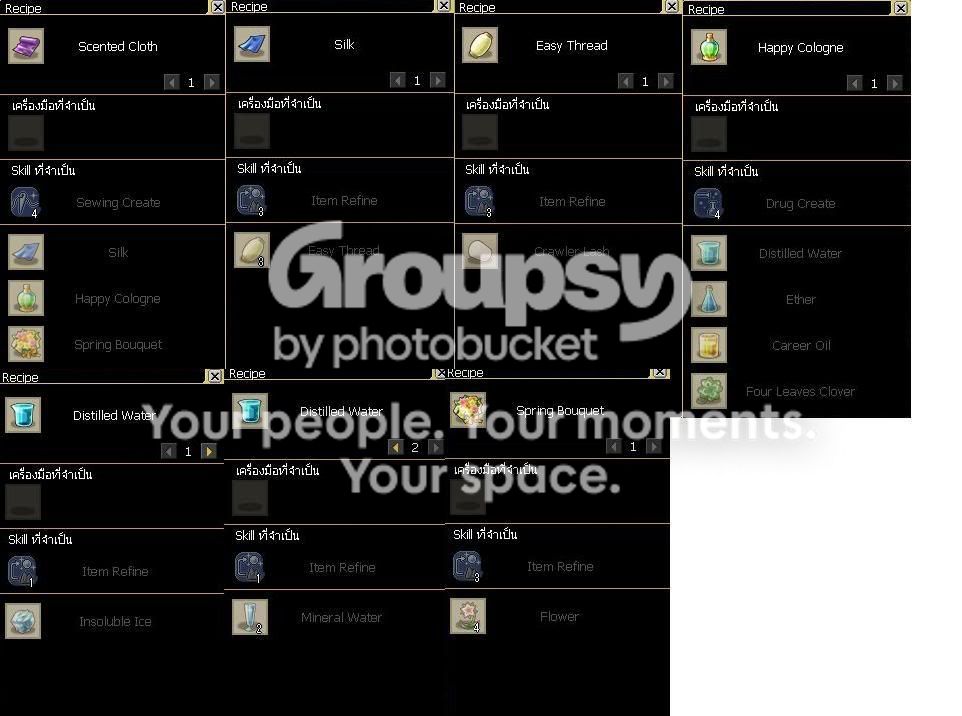 Recipe
Scented Cloth
1
เครื่องมือที่จำเป็น
Skill ที่จำเป็น
4
Sewing Create
Silk
Happy Cologne
Spring Bouquet
Recipe
Silk
1
เครื่องมือที่จำเป็น
Skill ที่จำเป็น
3
Item Refine
Easy Thread
3
Recipe
Easy Thread
1
เครื่องมือที่จำเป็น
Skill ที่จำเป็น
3
Item Refine
Crawler Lash
Recipe
Happy Cologne
1
เครื่องมือที่จำเป็น
Skill ที่จำเป็น
4
Drug Create
Distilled Water
Ether
Career Oil
Four Leaves Clover
Groupsy
by photobucket
Your people. Your moments.
Your space.
Recipe
Distilled Water
1
เครื่องมือที่จำเป็น
Skill ที่จำเป็น
1
Item Refine
Insoluble Ice
Recipe
Distilled Water
2
เครื่องมือที่จำเป็น
Skill ที่จำเป็น
1
Item Refine
Mineral Water
2
Recipe
Spring Bouquet
1
เครื่องมือที่จำเป็น
Skill ที่จำเป็น
3
Item Refine
Flower
4